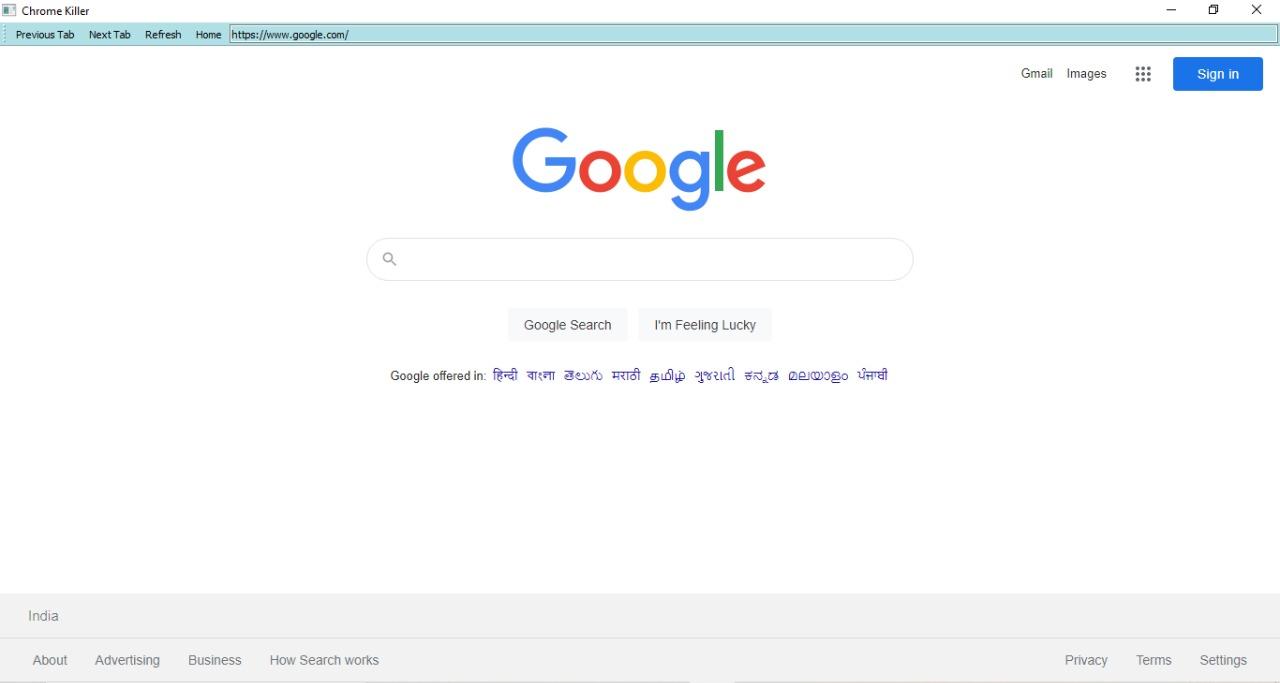 Chrome Killer
Previous Tab Next Tab Refresh Home https://www.google.com/
Gmail Images Sign in
Google
Google Search I'm Feeling Lucky
Google offered in: हिन्दी বাংলা తెలుగు मराठी தமிழ் ગુજરાતી ಕನ್ನಡ മലയാളം ਪੰਜਾਬੀ
India
About Advertising Business How Search works Privacy Terms Settings